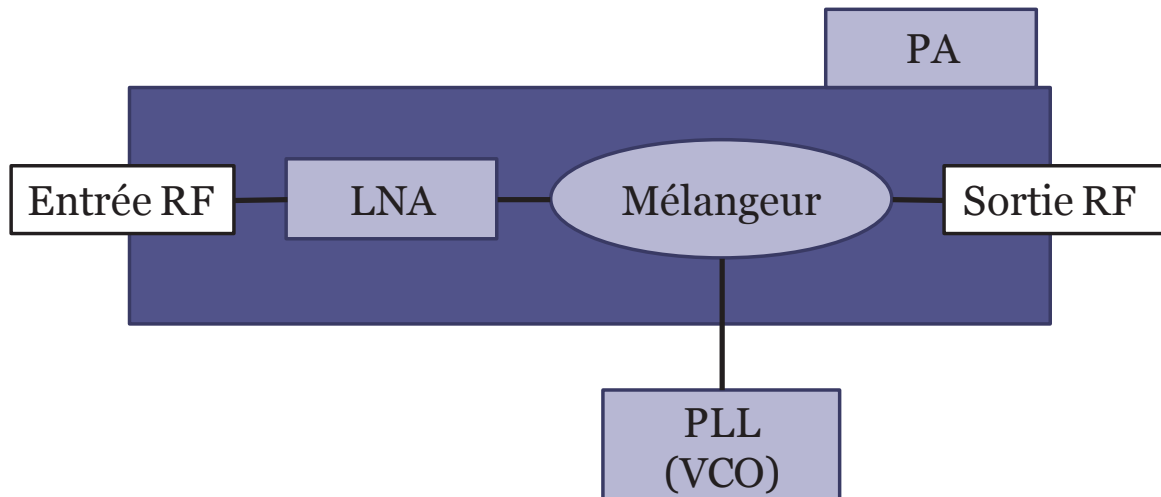 PA
Entrée RF
LNA
Mélangeur
Sortie RF
PLL
(VCO)